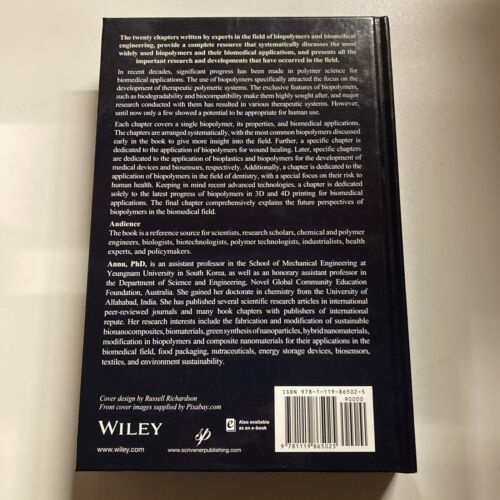 The twenty chapters written by experts in the field of biopolymers and biomedical
engineering, provide a complete resource that systematically discusses the most
widely used biopolymers and their biomedical applications, and presents all the
important research and developments that have occurred in the field.
In recent decades, significant progress has been made in polymer science for
biomedical applications. The use of biopolymers specifically attracted the focus on the
development of therapeutic polymeric systems. The exclusive features of biopolymers,
such as biodegradability and biocompatibility make them highly sought after, and major
research conducted with them has resulted in various therapeutic systems. However,
until now only a few showed a potential to be appropriate for human use.
Each chapter covers a single biopolymer, its properties, and biomedical applications.
The chapters are arranged systematically, with the most common biopolymers discussed
early in the book to give more insight into the field. Further, a specific chapter is
dedicated to the application of biopolymers for wound healing. Later, specific chapters
are dedicated to the application of bioplastics and biopolymers for the development of
medical devices and biosensors, respectively. Additionally, a chapter is dedicated to the
application of biopolymers in the field of dentistry, with a special focus on their risk to
human health. Keeping in mind recent advanced technologies, a chapter is dedicated
solely to the latest progress of biopolymers in 3D and 4D printing for biomedical
applications. The final chapter comprehensively explains the future perspectives of
biopolymers in the biomedical field.
Audience
The book is a reference source for scientists, research scholars, chemical and polymer
engineers, biologists, biotechnologists, polymer technologists, industrialists, health
experts, and policymakers.
Annu, PhD, is an assistant professor in the School of Mechanical Engineering at
Yeungnam University in South Korea, as well as an honorary assistant professor in
the Department of Science and Engineering, Novel Global Community Education
Foundation, Australia. She gained her doctorate in chemistry from the University of
Allahabad, India. She has published several scientific research articles in international
peer-reviewed journals and many book chapters with publishers of international
repute. Her research interests include the fabrication and modification of sustainable
bionanocomposites, biomaterials, green synthesis of nanoparticles, hybrid nanomaterials,
modification in biopolymers and composite nanomaterials for their applications in the
biomedical field, food packaging, nutraceuticals, energy storage devices, biosensors,
textiles, and environment sustainability.
Cover design by Russell Richardson
From cover images supplied by Pixabay.com
WILEY
www.wiley.com
sp
www.scrivenerpublishing.com
e
Also available
as an e-book
ISBN 978-1-119-86502-5
90000
9 781119 865025